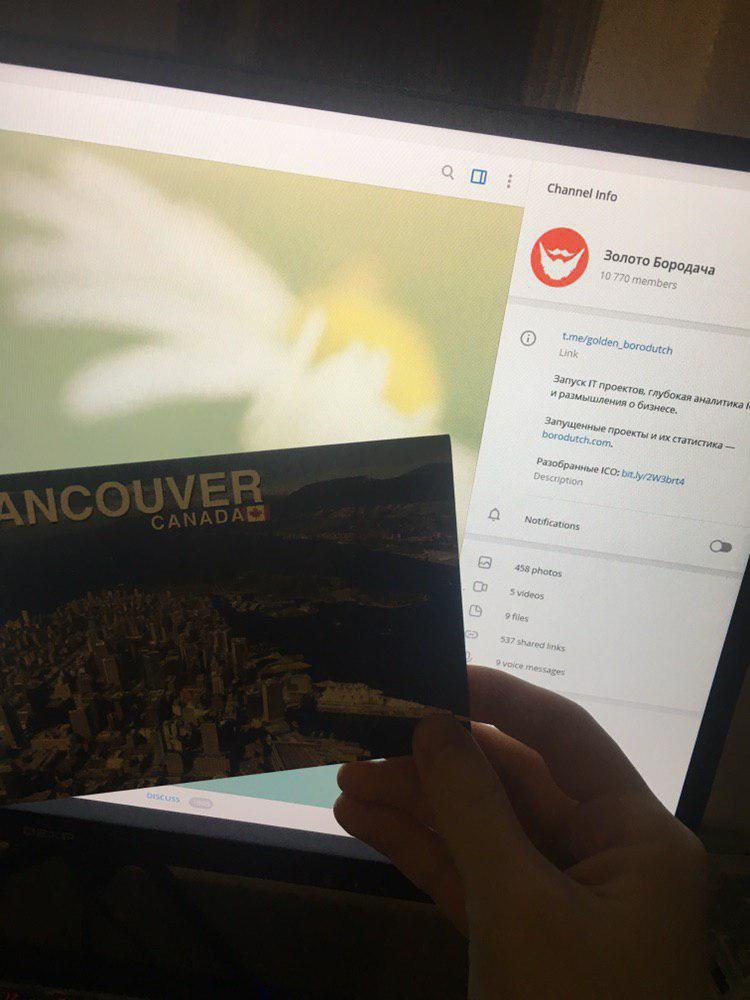 Channel Info
Золото Бородача
10 770 members
t.me/golden_borodutch
Link
Запуск IT проектов, глубокая аналитика
и размышления о бизнесе.
Запущенные проекты и их статистика —
borodutch.com.
Разобранные ICO: bit.ly/2W3brt4
Description
Notifications
458 photos
5 videos
9 files
537 shared links
9 voice messages
ANCOUVER
CANADA
DISCUSS
DEXP